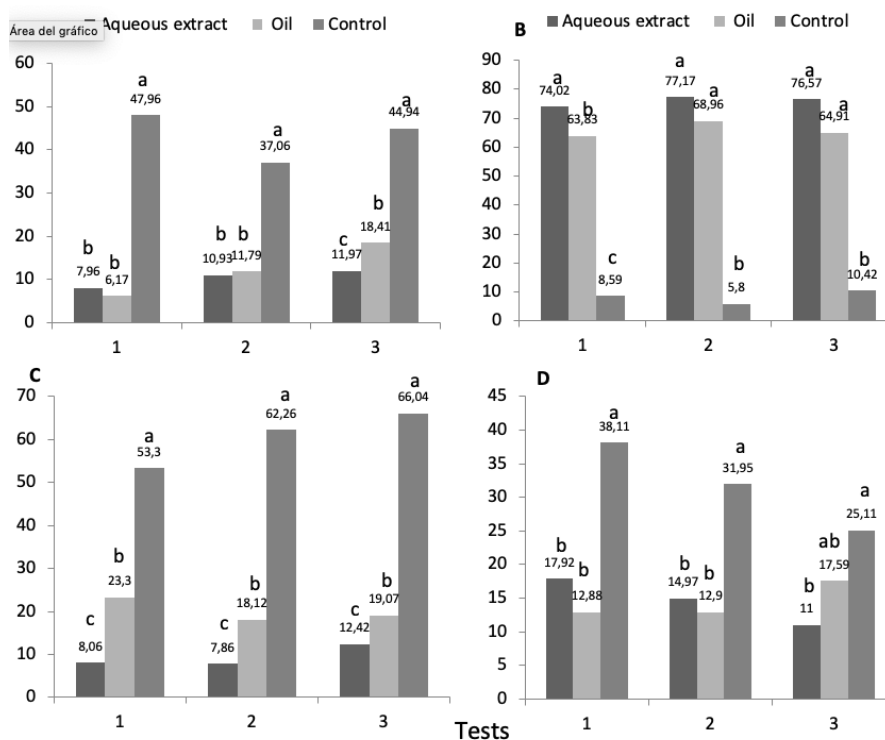 Aqueous extract Oil Control
Área del gráfico
60
50
40
30
20
10
0
a
47,96
b
7,96
b
6,17
a
37,06
b b
10,93 11,79
a
44,94
b
18,41
c
11,97
1 2 3
B
Aqueous extract Oil Control
90
80
70
60
50
40
30
20
10
0
a
74,02
b
63,83
c
8,59
a
77,17
a
68,96
b
5,8
a
76,57
a
64,91
b
10,42
1 2 3
C
70
60
50
40
30
20
10
0
a
53,3
b
23,3
c
8,06
a
62,26
b
18,12
c
7,86
a
66,04
b
19,07
c
12,42
1 2 3
D
45
40
35
30
25
20
15
10
5
0
a
38,11
b
17,92
b
12,88
a
31,95
b
14,97
b
12,9
a
25,11
ab
17,59
b
11
1 2 3
Tests